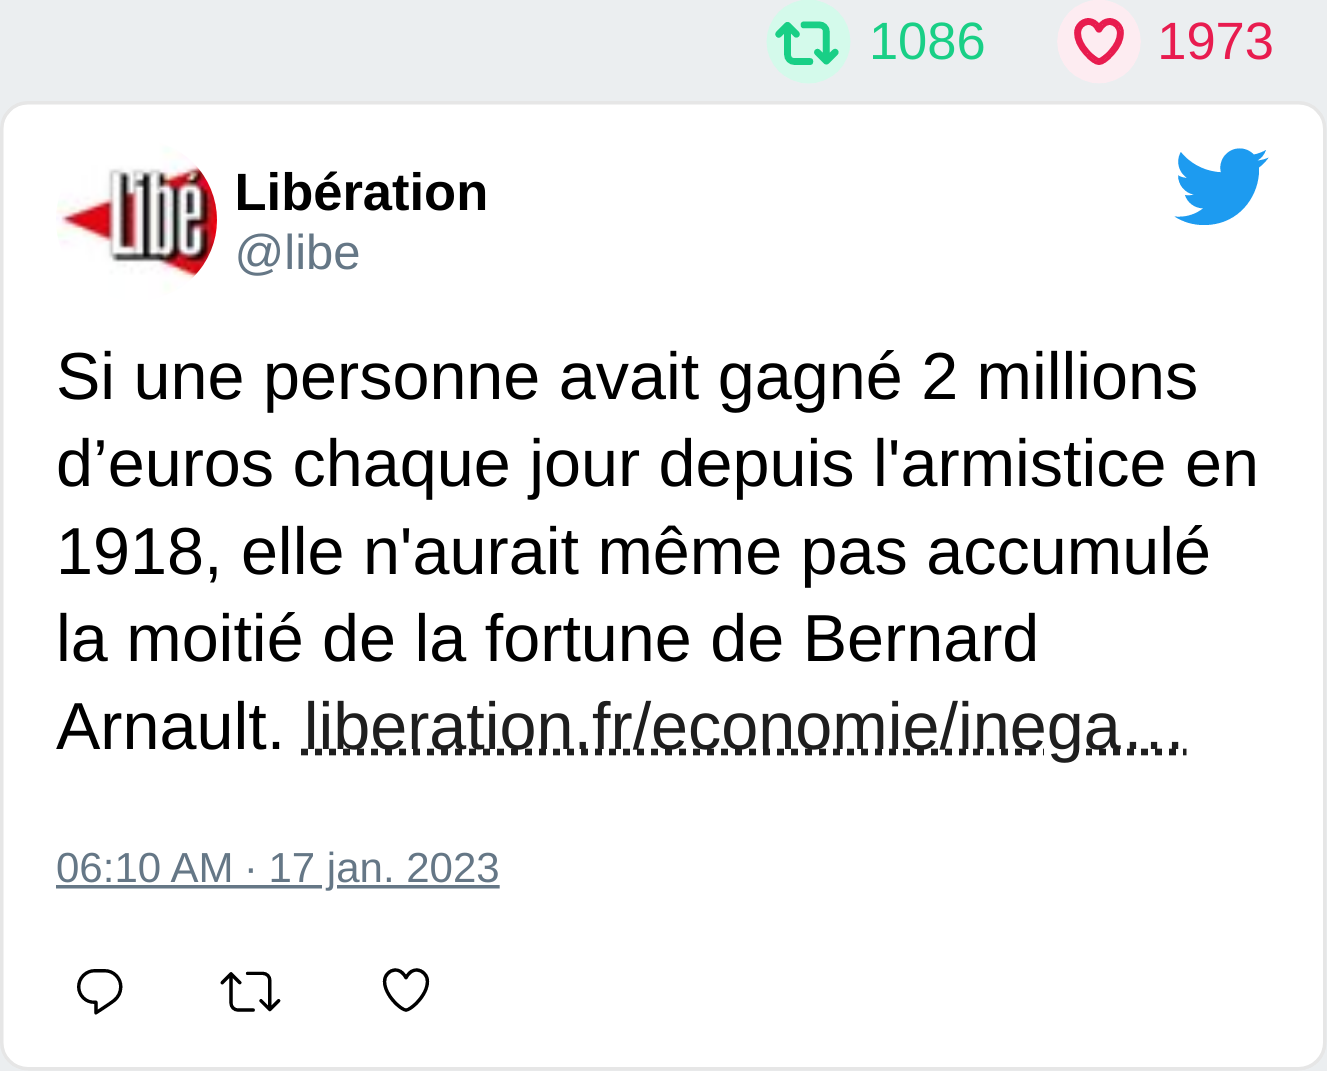 1086 1973
Libé
Libération
@libe
Si une personne avait gagné 2 millions
d’euros chaque jour depuis l'armistice en
1918, elle n'aurait même pas accumulé
la moitié de la fortune de Bernard
Arnault. liberation.fr/economie/inega…
06:10 AM · 17 jan. 2023